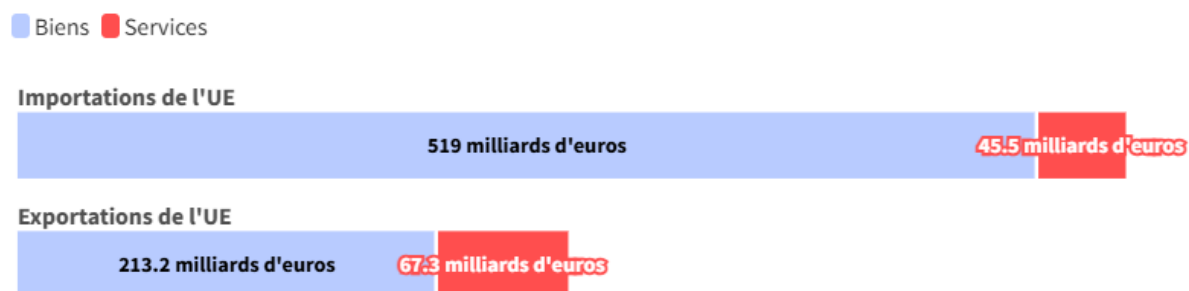 Biens Services
Importations de l'UE
519 milliards d'euros 45.5 milliards d'euros
Exportations de l'UE
213.2 milliards d'euros 67.3 milliards d'euros